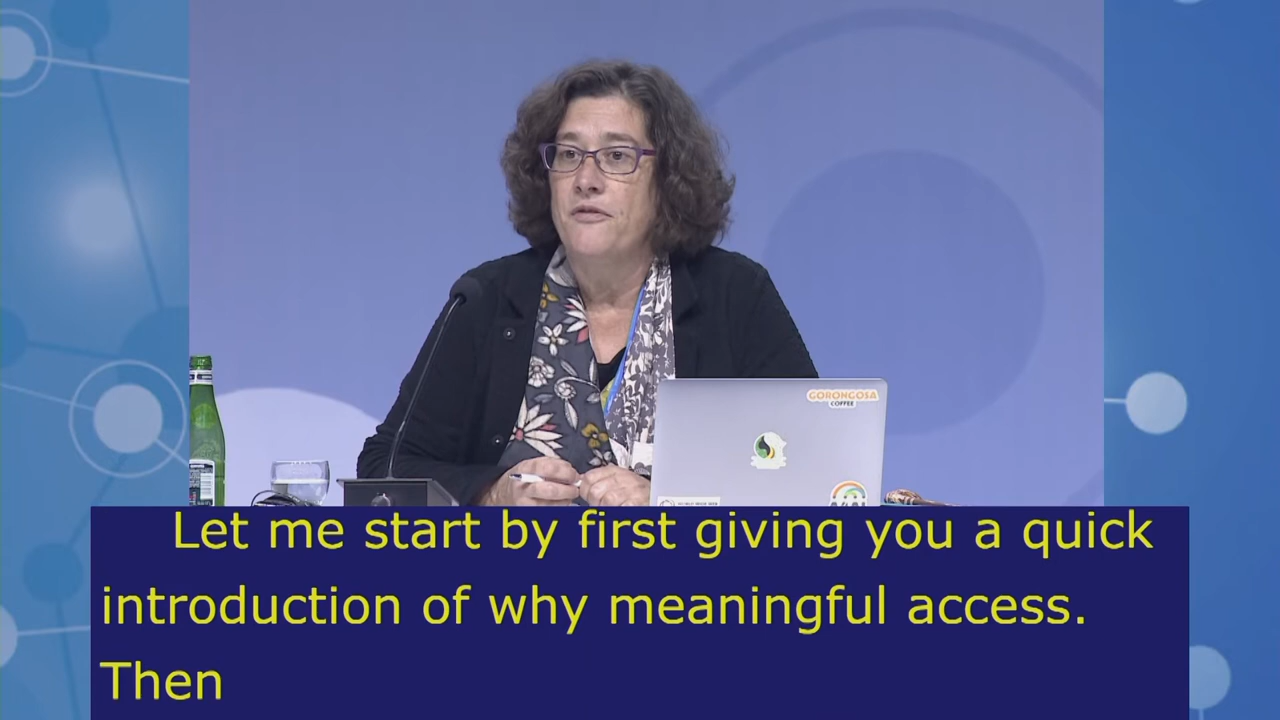 GORONGOSA
COFFEE
Let me start by first giving you a quick
introduction of why meaningful access.
Then